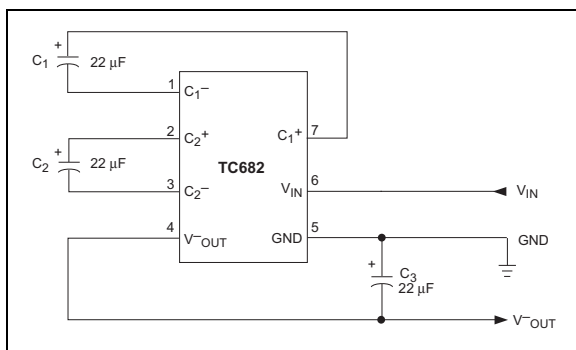 +
C1 22 µF
1 C1–
2 C2+
C1+ 7
+
C2 22 µF
TC682
3 C2–
VIN 6
VIN
4 V–OUT
GND 5
GND
+
C3
22 µF
V–OUT